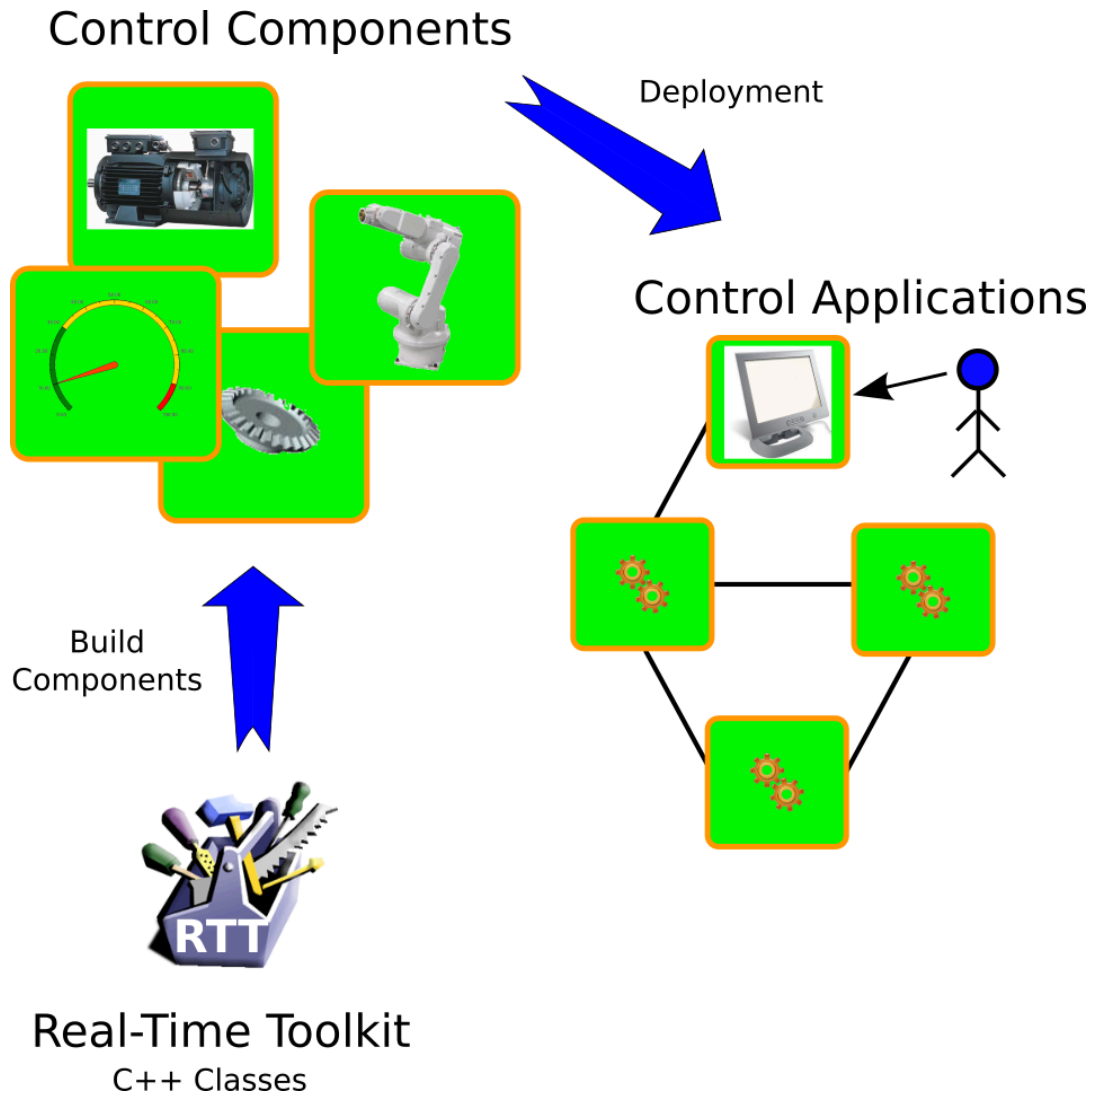 Control Components
Deployment
Control Applications
Build
Components
RTT
Real-Time Toolkit
C++ Classes